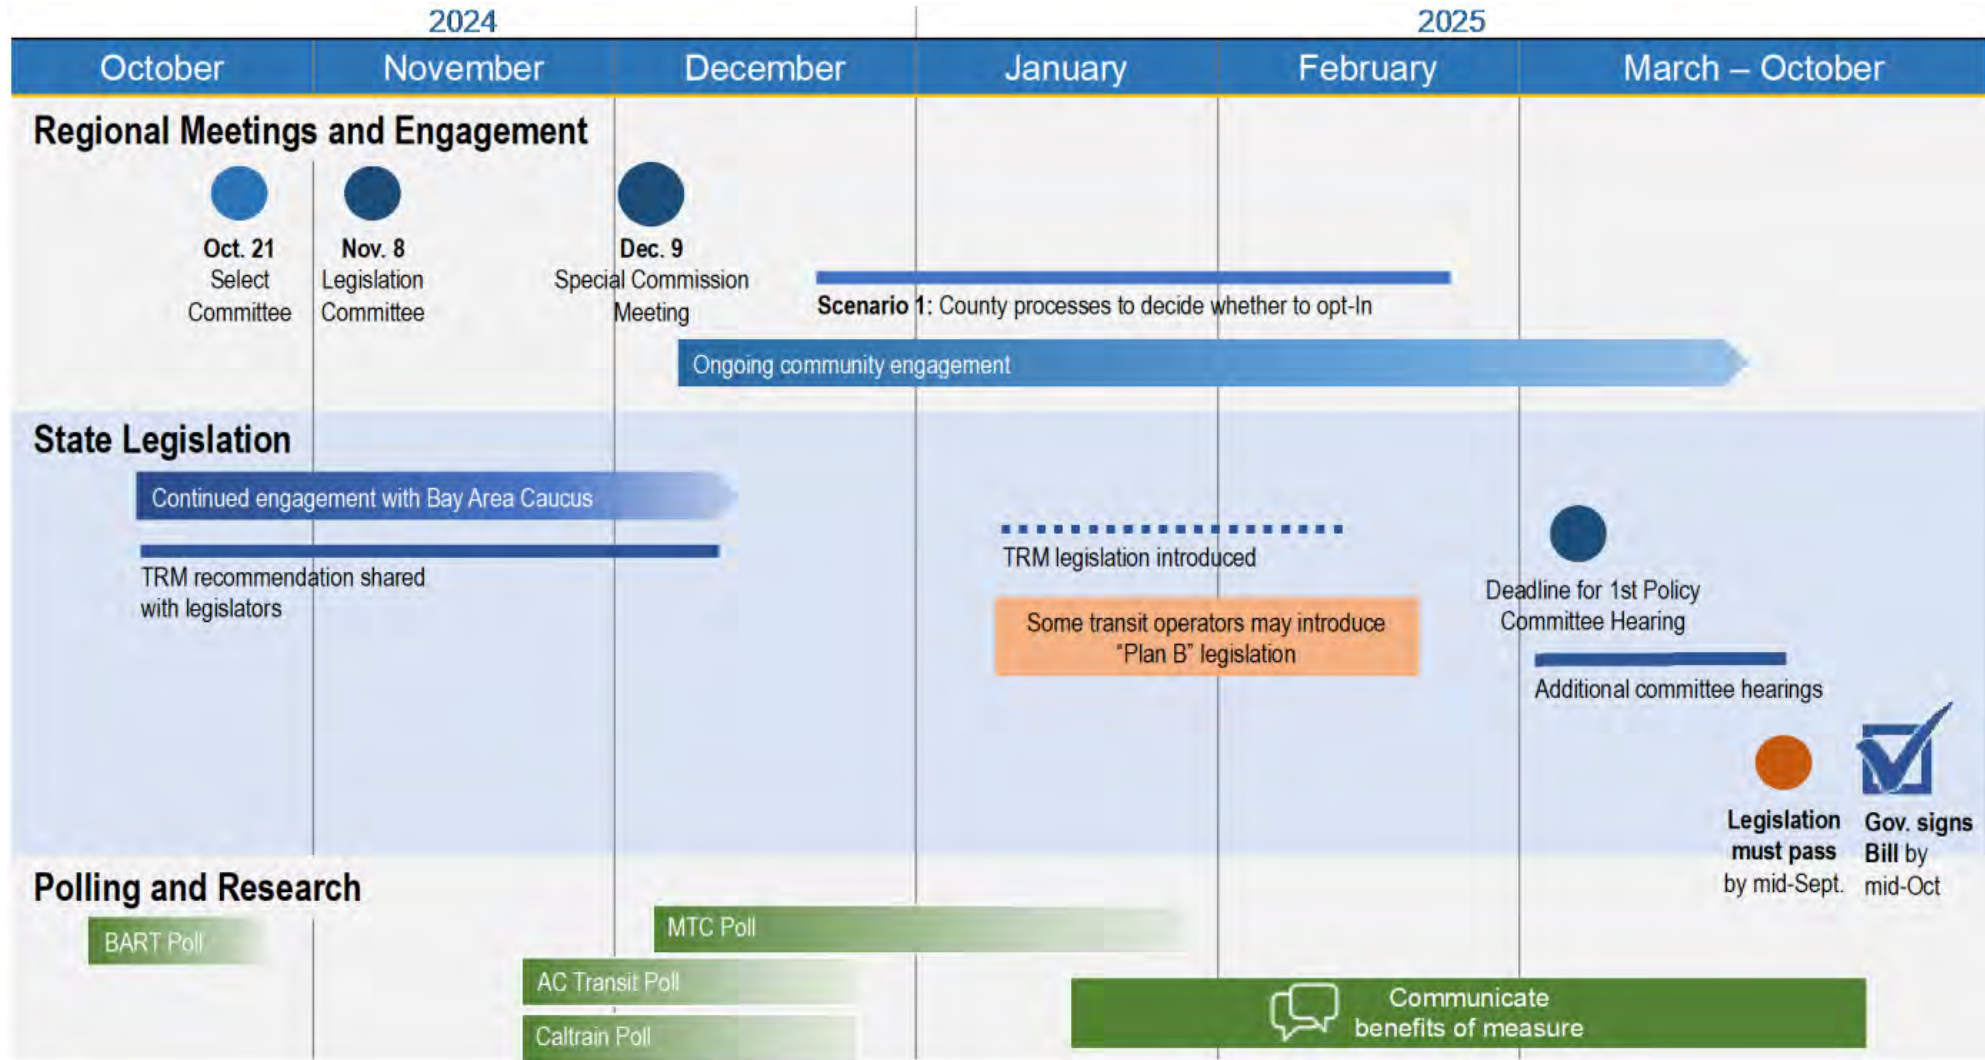 2024
2025
October
November
December
January
February
March – October
Regional Meetings and Engagement
Oct. 21
Select
Committee
Nov. 8
Legislation
Committee
Dec. 9
Special Commission
Meeting
Scenario 1: County processes to decide whether to opt-In
Ongoing community engagement
State Legislation
Continued engagement with Bay Area Caucus
TRM recommendation shared
with legislators
TRM legislation introduced
Some transit operators may introduce
“Plan B” legislation
Deadline for 1st Policy
Committee Hearing
Additional committee hearings
Legislation
must pass
by mid-Sept.
Gov. signs
Bill by
mid-Oct
Polling and Research
BART Poll
MTC Poll
AC Transit Poll
Caltrain Poll
Communicate
benefits of measure